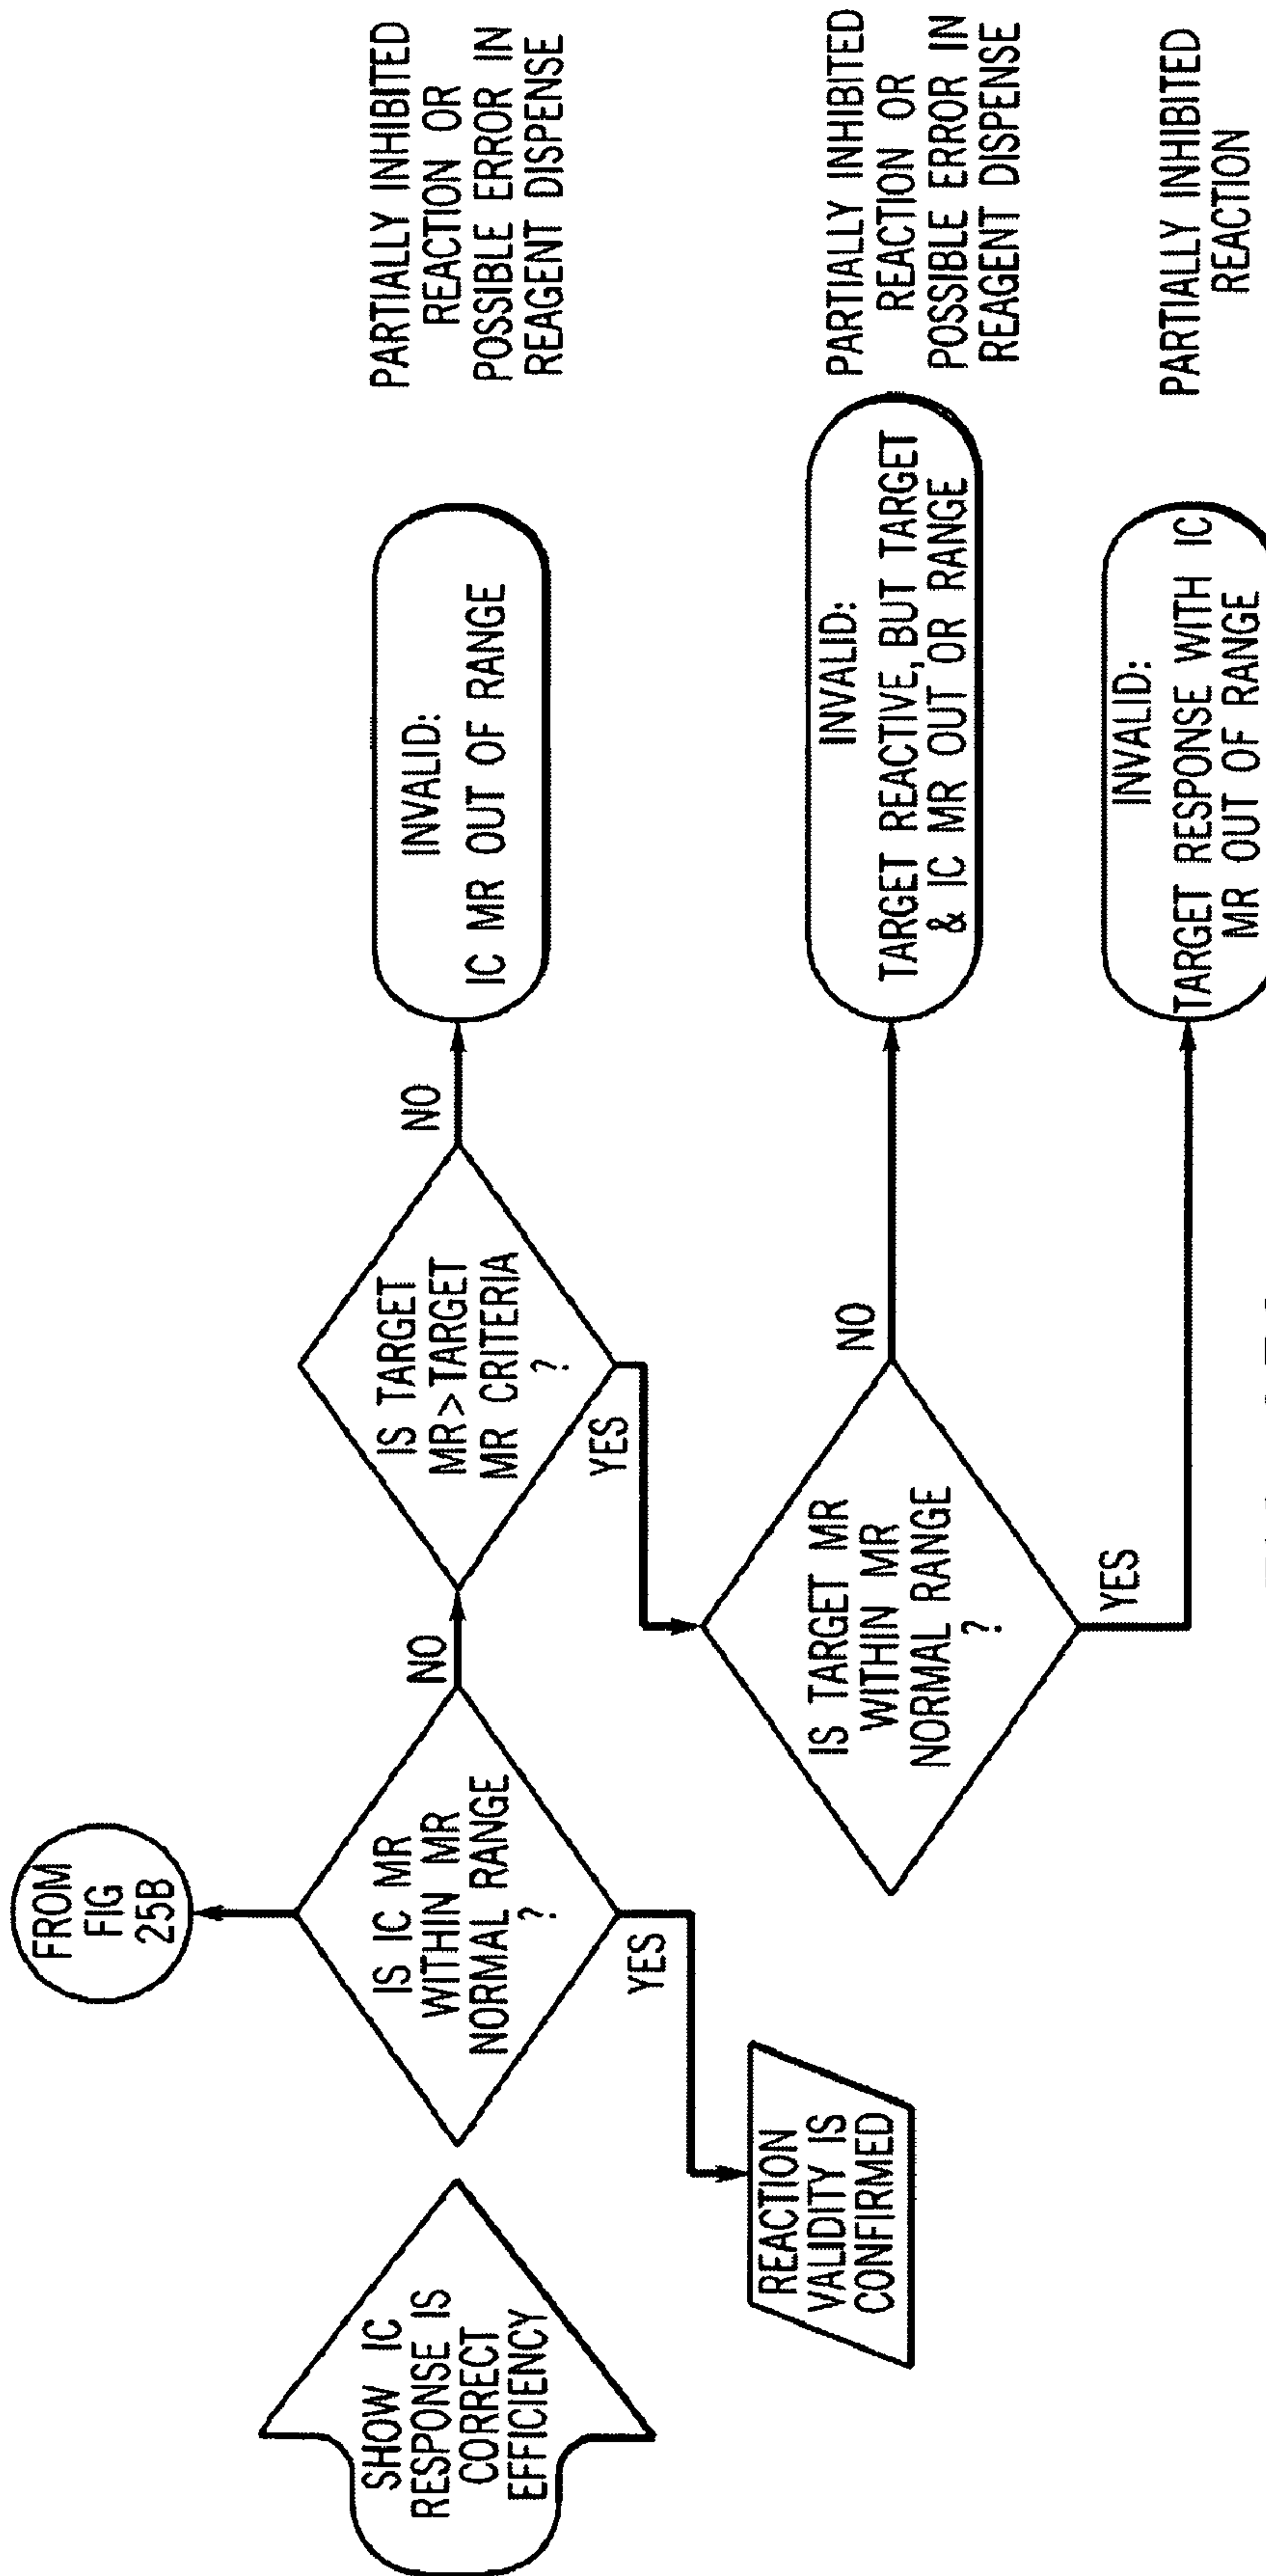 FROM
FIG
25B
SHOW IC
RESPONSE IS
CORRECT
EFFICIENCY
IS IC MR
WITHIN MR
NORMAL RANGE
?
NO
IS TARGET
MR>TARGET
MR CRITERIA
?
NO
INVALID:
IC MR OUT OF RANGE
PARTIALLY INHIBITED
REACTION OR
POSSIBLE ERROR IN
REAGENT DISPENSE
YES
REACTION
VALIDITY IS
CONFIRMED
YES
IS TARGET MR
WITHIN MR
NORMAL RANGE
?
NO
INVALID:
TARGET REACTIVE, BUT TARGET
& IC MR OUT OR RANGE
PARTIALLY INHIBITED
REACTION OR
POSSIBLE ERROR IN
REAGENT DISPENSE
YES
INVALID:
TARGET RESPONSE WITH IC
MR OUT OF RANGE
PARTIALLY INHIBITED
REACTION